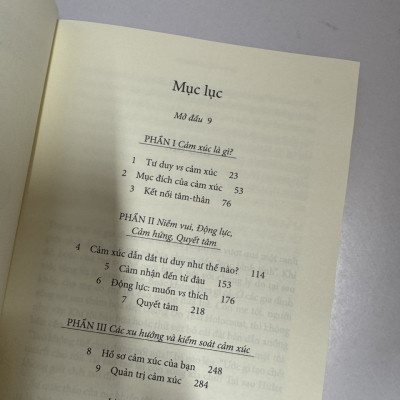 Mục lục
Mở đầu 9
PHẦN I Cảm xúc là gì?
1 Tư duy vs cảm xúc 23
2 Mục đích của cảm xúc 53
3 Kết nối tâm-thân 76
PHẦN II Niềm vui, Động lực,
Cảm hứng, Quyết tâm
4 Cảm xúc dẫn dắt tư duy như thế nào? 114
5 Cảm nhận đến từ đâu 153
6 Động lực: muốn vs thích 176
7 Quyết tâm 218
PHẦN III Các xu hướng và kiểm soát cảm xúc
8 Hồ sơ cảm xúc của bạn 248
9 Quản trị cảm xúc 284